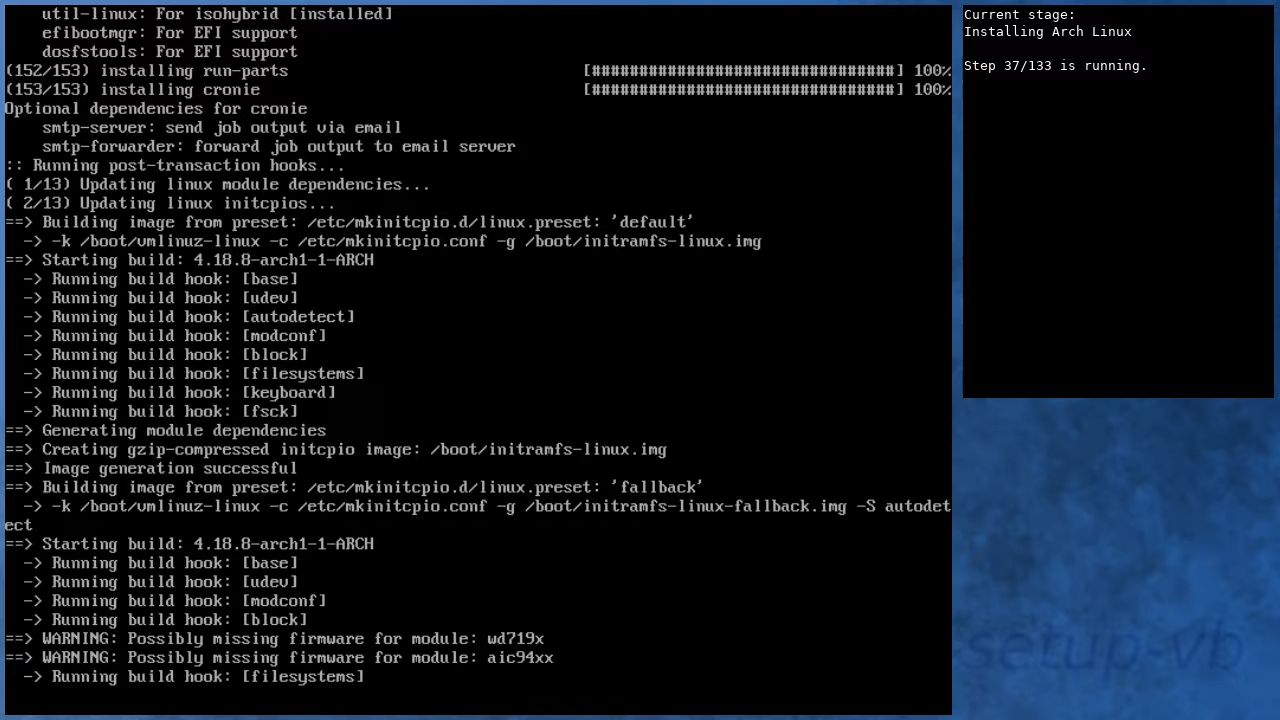 util-linux: For isohybrid [installed]
    efibootmgr: For EFI support
    dosfstools: For EFI support
(152/153) installing run-parts [################################] 100%
(153/153) installing cronie [################################] 100%
Optional dependencies for cronie
    smtp-server: send job output via email
    smtp-forwarder: forward job output to email server
:: Running post-transaction hooks...
( 1/13) Updating linux module dependencies...
( 2/13) Updating linux initcpios...
==> Building image from preset: /etc/mkinitcpio.d/linux.preset: 'default'
  -> -k /boot/vmlinuz-linux -c /etc/mkinitcpio.conf -g /boot/initramfs-linux.img
==> Starting build: 4.18.8-arch1-1-ARCH
  -> Running build hook: [base]
  -> Running build hook: [udev]
  -> Running build hook: [autodetect]
  -> Running build hook: [modconf]
  -> Running build hook: [block]
  -> Running build hook: [filesystems]
  -> Running build hook: [keyboard]
  -> Running build hook: [fsck]
==> Generating module dependencies
==> Creating gzip-compressed initcpio image: /boot/initramfs-linux.img
==> Image generation successful
==> Building image from preset: /etc/mkinitcpio.d/linux.preset: 'fallback'
  -> -k /boot/vmlinuz-linux -c /etc/mkinitcpio.conf -g /boot/initramfs-linux-fallback.img -S autodet
ect
==> Starting build: 4.18.8-arch1-1-ARCH
  -> Running build hook: [base]
  -> Running build hook: [udev]
  -> Running build hook: [modconf]
  -> Running build hook: [block]
==> WARNING: Possibly missing firmware for module: wd719x
==> WARNING: Possibly missing firmware for module: aic94xx
  -> Running build hook: [filesystems]
Current stage:
Installing Arch Linux
Step 37/133 is running.
-setup-vb